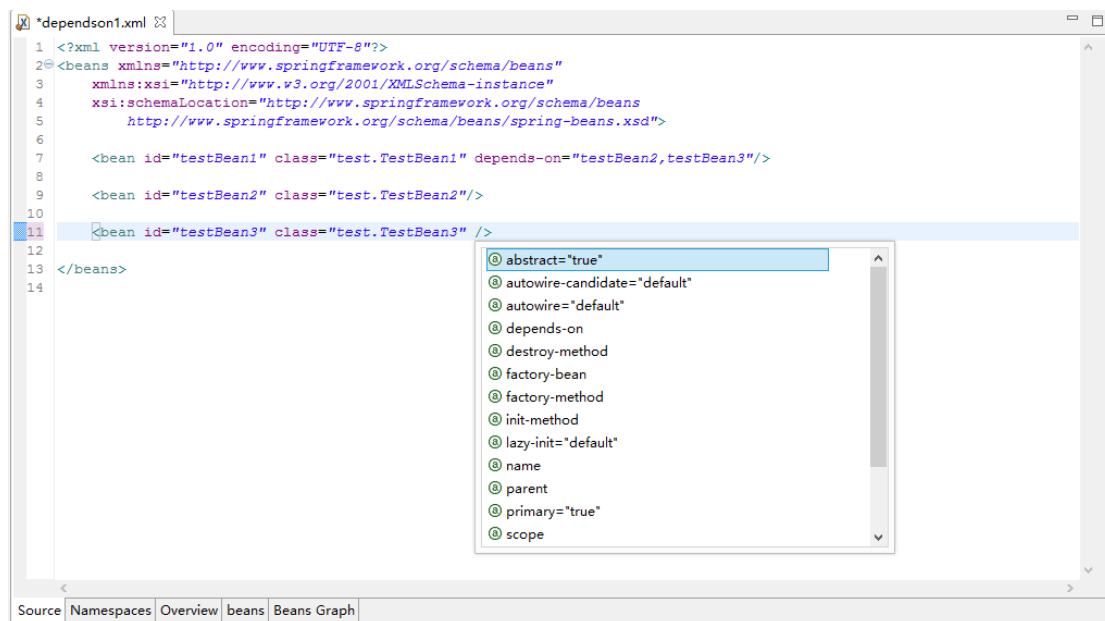 *dependson1.xml
1 <?xml version="1.0" encoding="UTF-8"?>
2 <beans xmlns="http://www.springframework.org/schema/beans"
3 xmlns:xsi="http://www.w3.org/2001/XMLSchema-instance"
4 xsi:schemaLocation="http://www.springframework.org/schema/beans
5 http://www.springframework.org/schema/beans/spring-beans.xsd">
6
7 <bean id="testBean1" class="test.TestBean1" depends-on="testBean2,testBean3"/>
8
9 <bean id="testBean2" class="test.TestBean2"/>
10
11 <bean id="testBean3" class="test.TestBean3" />
12
13 </beans>
14
abstract="true"
autowire-candidate="default"
autowire="default"
depends-on
destroy-method
factory-bean
factory-method
init-method
lazy-init="default"
name
parent
primary="true"
scope
Source Namespaces Overview beans Beans Graph